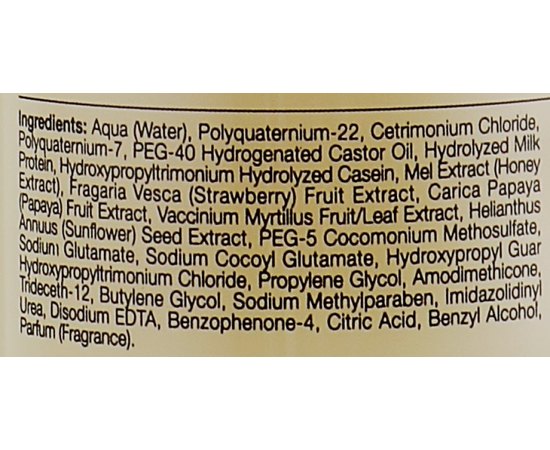 Ingredients: Aqua (Water), Polyquaternium-22, Cetrimonium Chloride,
Polyquaternium-7, PEG-40 Hydrogenated Castor Oil, Hydrolyzed Milk
Protein, Hydroxypropyltrimonium Hydrolyzed Casein, Mel Extract (Honey
Extract), Fragaria Vesca (Strawberry) Fruit Extract, Carica Papaya
(Papaya) Fruit Extract, Vaccinium Myrtillus Fruit/Leaf Extract, Helianthus
Annuus (Sunflower) Seed Extract, PEG-5 Cocomonium Methosulfate,
Sodium Glutamate, Sodium Cocoyl Glutamate, Hydroxypropyl Guar
Hydroxypropyltrimonium Chloride, Propylene Glycol, Amodimethicone,
Trideceth-12, Butylene Glycol, Sodium Methylparaben, Imidazolidinyl
Urea, Disodium EDTA, Benzophenone-4, Citric Acid, Benzyl Alcohol,
Parfum (Fragrance).